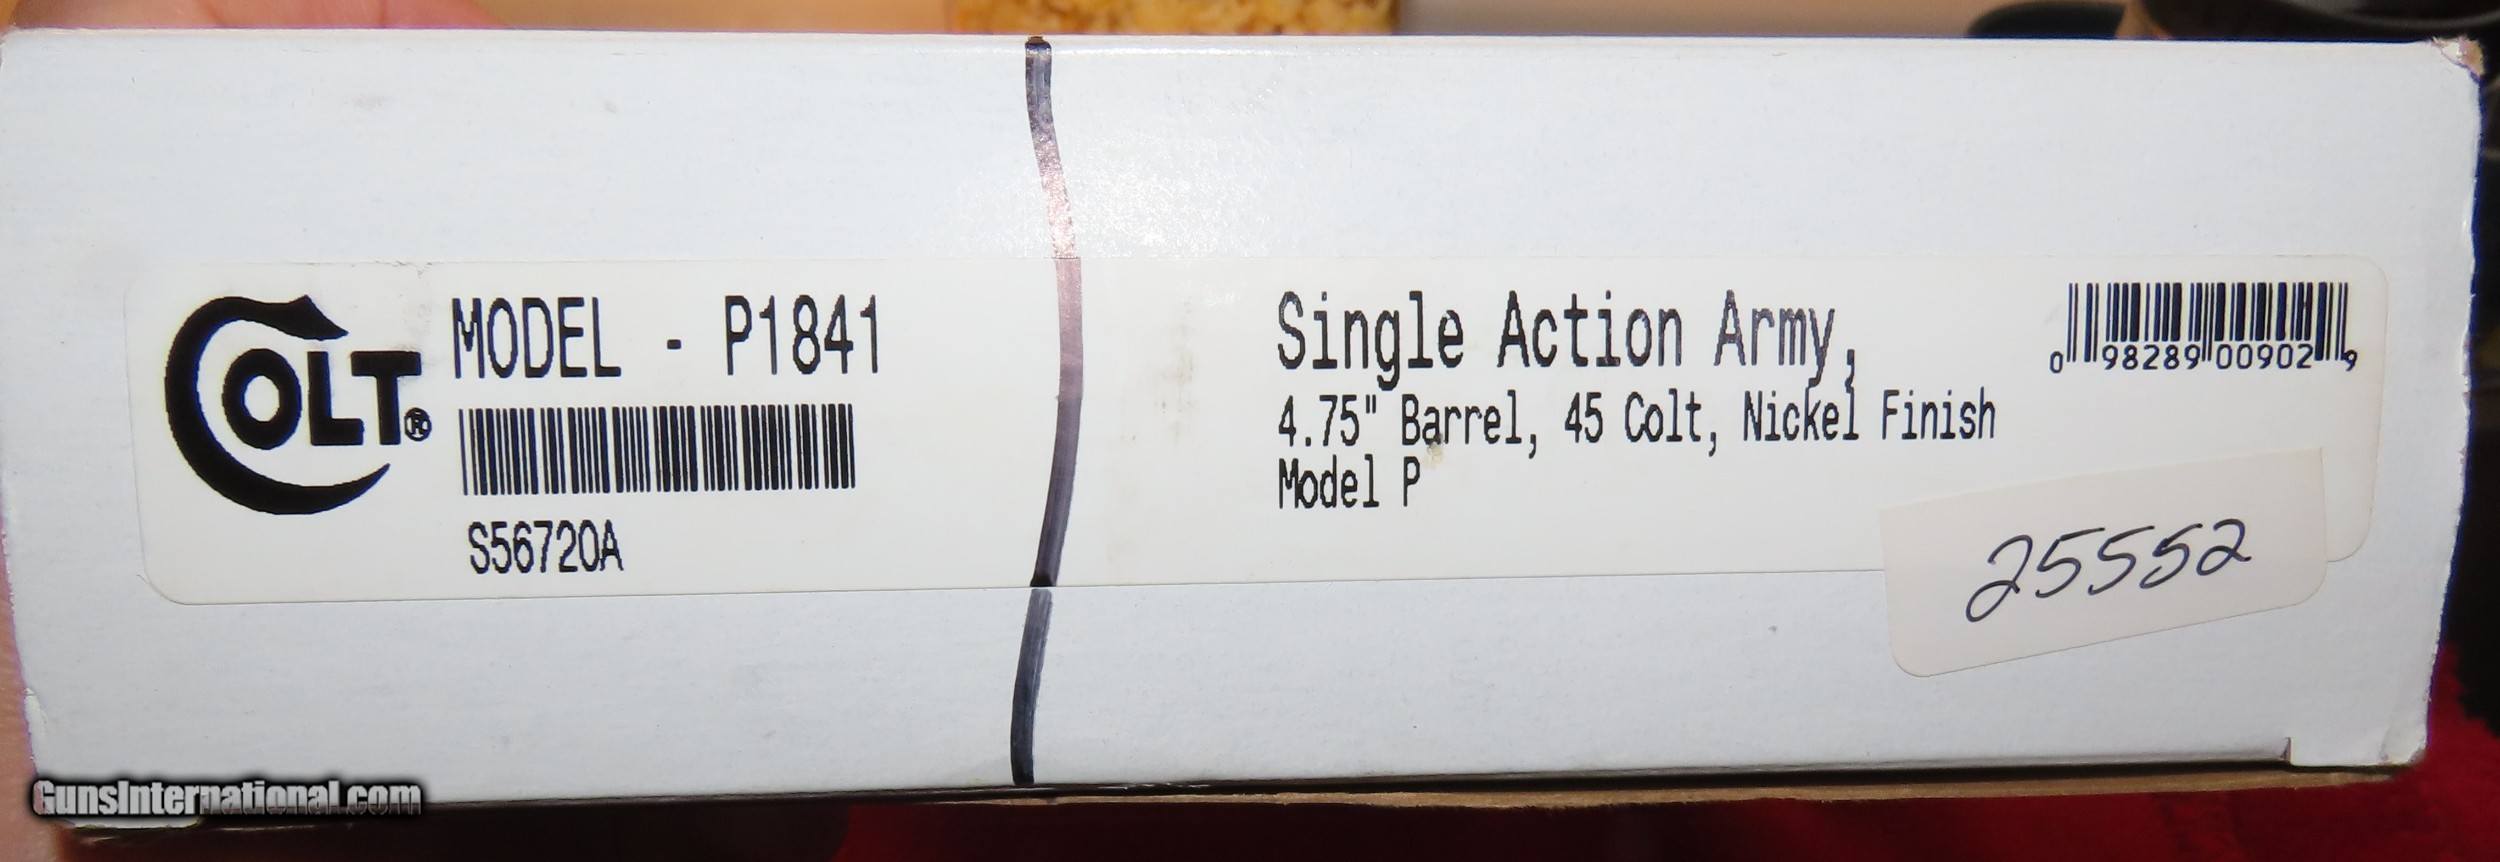 COLT®
MODEL - P1841
S56720A
Single Action Army,
4.75" Barrel, 45 Colt, Nickel Finish
Model P
0 98289 00902 9
25552
GunsInternational.com